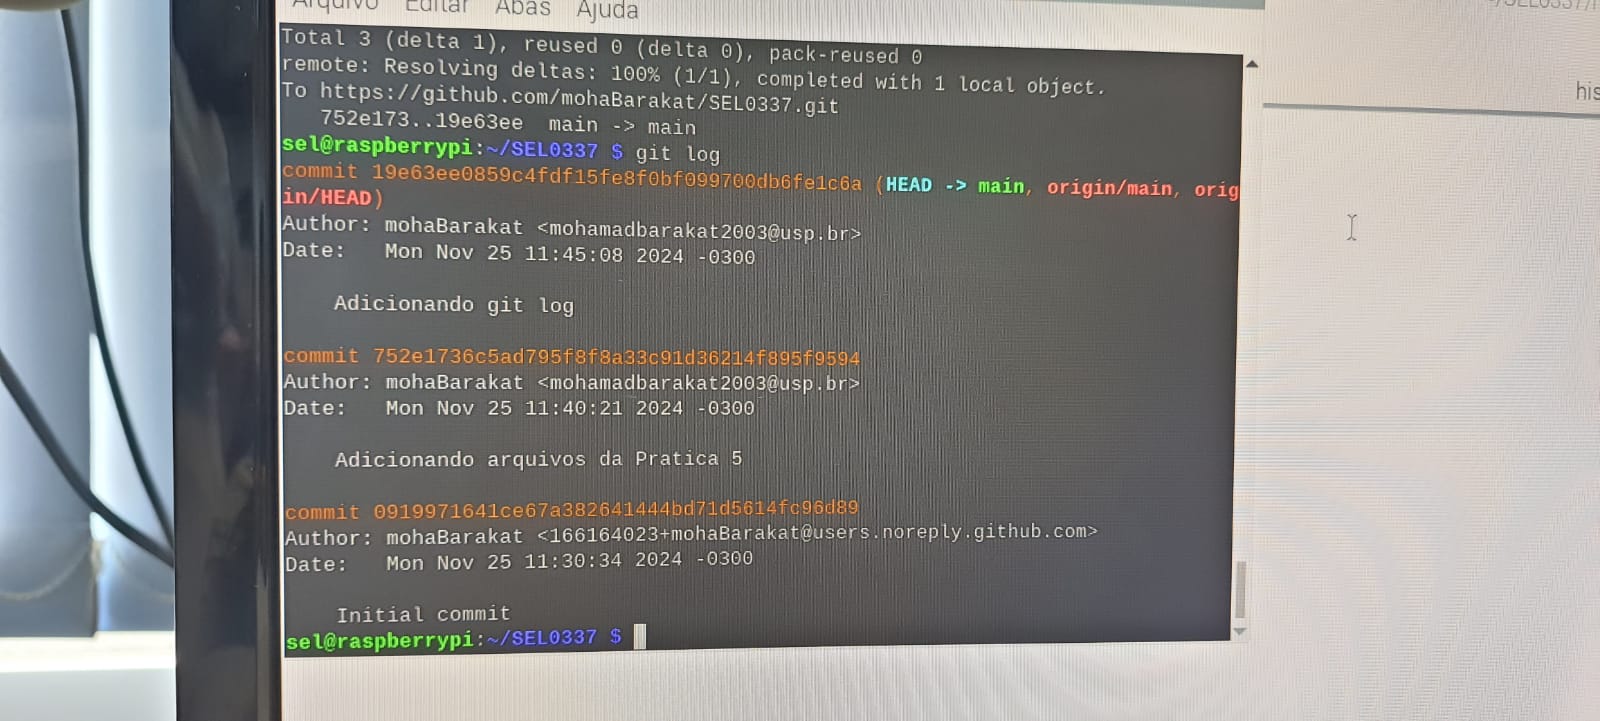 Arquivo Editar Abas Ajuda
Total 3 (delta 1), reused 0 (delta 0), pack-reused 0
remote: Resolving deltas: 100% (1/1), completed with 1 local object.
To https://github.com/mohaBarakat/SEL0337.git
   752e173..19e63ee  main -> main
sel@raspberrypi:~/SEL0337 $ git log
commit 19e63ee0859c4fdf15fe8f0bf099700db6fe1c6a (HEAD -> main, origin/main, orig
in/HEAD)
Author: mohaBarakat <mohamadbarakat2003@usp.br>
Date:   Mon Nov 25 11:45:08 2024 -0300
    Adicionando git log
commit 752e1736c5ad795f8f8a33c91d36214f895f9594
Author: mohaBarakat <mohamadbarakat2003@usp.br>
Date:   Mon Nov 25 11:40:21 2024 -0300
    Adicionando arquivos da Pratica 5
commit 0919971641ce67a382641444bd71d5614fc96d89
Author: mohaBarakat <166164023+mohaBarakat@users.noreply.github.com>
Date:   Mon Nov 25 11:30:34 2024 -0300
    Initial commit
sel@raspberrypi:~/SEL0337 $
his